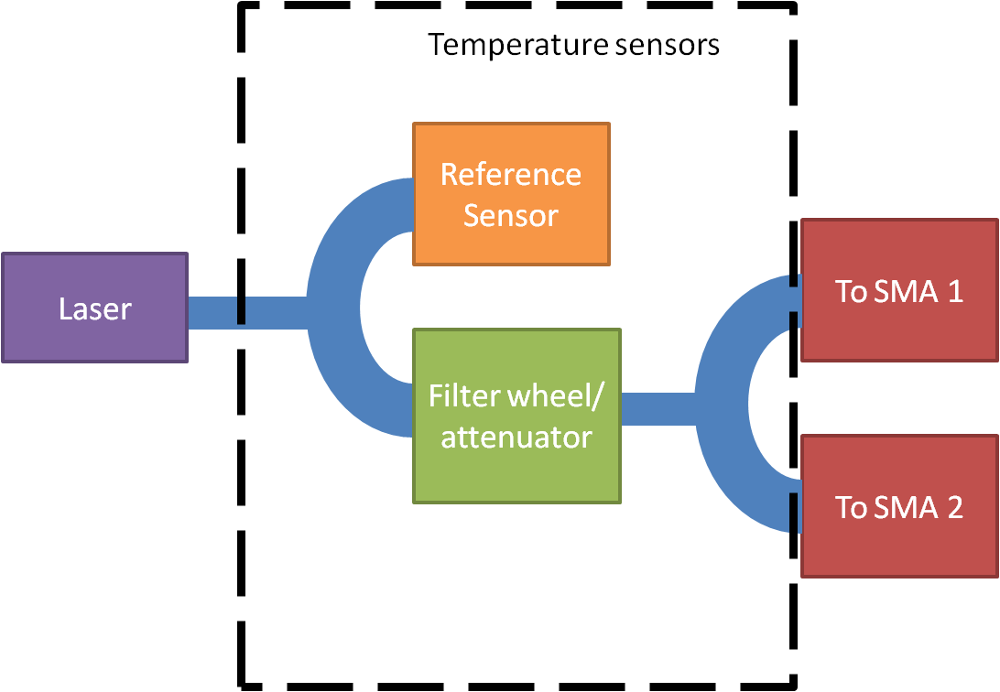 Temperature sensors
Reference
Sensor
Laser
To SMA 1
Filter wheel/
attenuator
To SMA 2